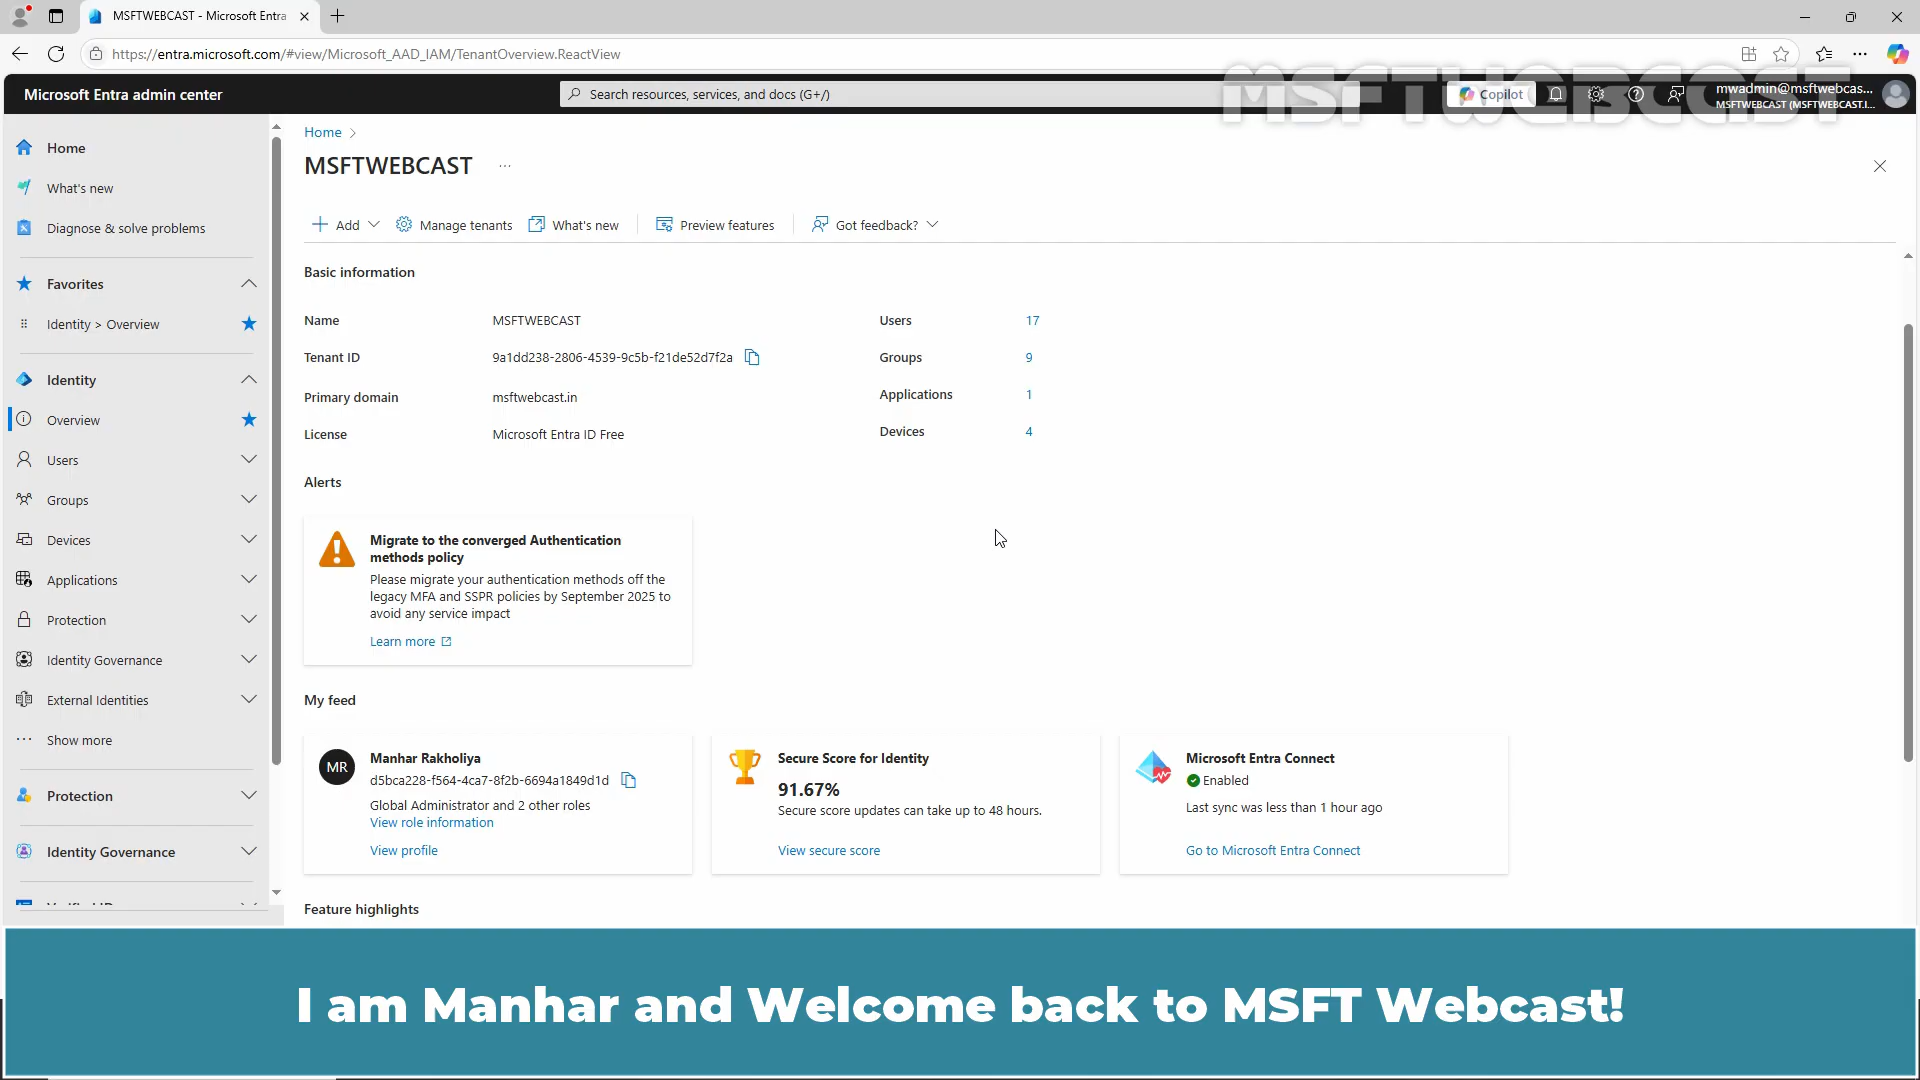 MSFTWEBCAST - Microsoft Entra
https://entra.microsoft.com/#view/Microsoft_AAD_IAM/TenantOverview.ReactView
MSFTWEBCAST
Microsoft Entra admin center
Search resources, services, and docs (G+/)
Copilot
mwadmin@msftwebcas...
MSFTWEBCAST (MSFTWEBCAST.I...
Home
What's new
Diagnose & solve problems
Favorites
Identity > Overview
Identity
Overview
Users
Groups
Devices
Applications
Protection
Identity Governance
External Identities
Show more
Protection
Identity Governance
Home >
MSFTWEBCAST ...
Add
Manage tenants
What's new
Preview features
Got feedback?
Basic information
Name MSFTWEBCAST
Tenant ID 9a1dd238-2806-4539-9c5b-f21de52d7f2a
Primary domain msftwebcast.in
License Microsoft Entra ID Free
Users 17
Groups 9
Applications 1
Devices 4
Alerts
Migrate to the converged Authentication
methods policy
Please migrate your authentication methods off the
legacy MFA and SSPR policies by September 2025 to
avoid any service impact
Learn more
My feed
MR
Manhar Rakholiya
d5bca228-f564-4ca7-8f2b-6694a1849d1d
Global Administrator and 2 other roles
View role information
View profile
Secure Score for Identity
91.67%
Secure score updates can take up to 48 hours.
View secure score
Microsoft Entra Connect
Enabled
Last sync was less than 1 hour ago
Go to Microsoft Entra Connect
Feature highlights
I am Manhar and Welcome back to MSFT Webcast!